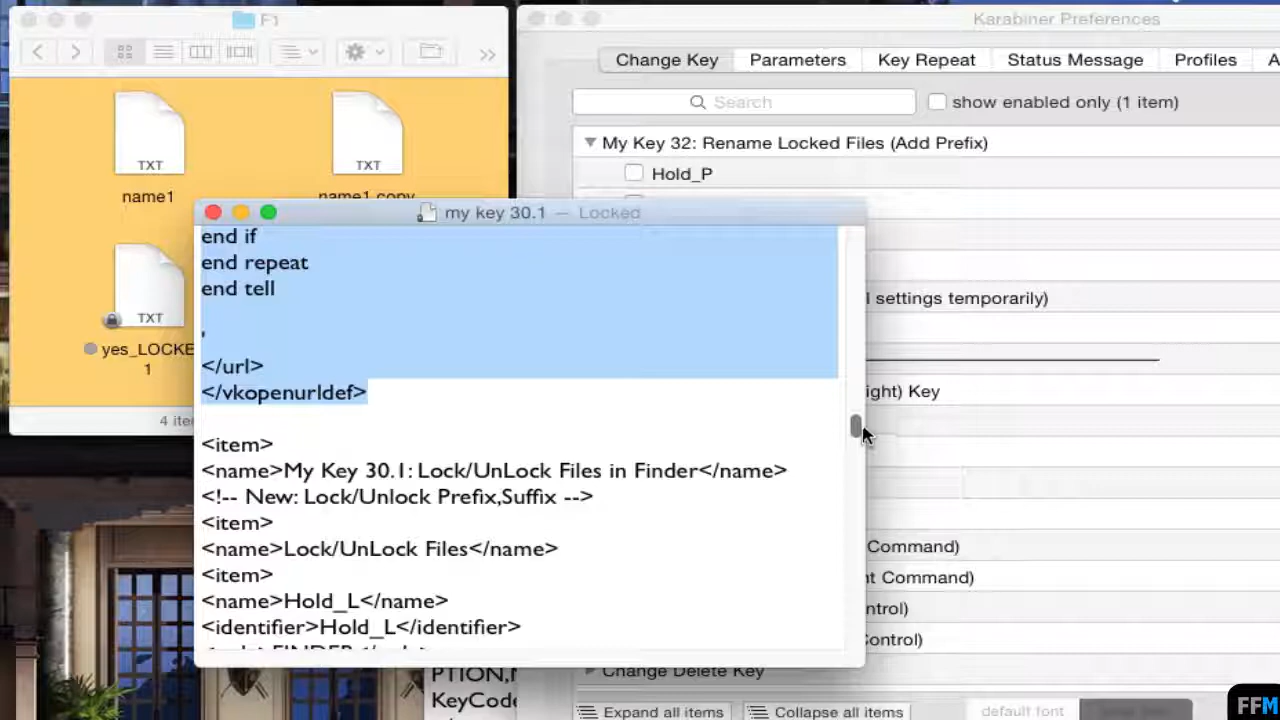 F1
Karabiner Preferences
Change Key
Parameters
Key Repeat
Status Message
Profiles
A
Search
show enabled only (1 item)
My Key 32: Rename Locked Files (Add Prefix)
Hold_P
TXT
name1
TXT
name1 copy
TXT
yes_LOCKE
1
4 ite
my key 30.1 — Locked
end if
end repeat
end tell
'
</url>
</vkopenurldef>
<item>
<name>My Key 30.1: Lock/UnLock Files in Finder</name>
<!-- New: Lock/Unlock Prefix,Suffix -->
<item>
<name>Lock/UnLock Files</name>
<item>
<name>Hold_L</name>
<identifier>Hold_L</identifier>
l settings temporarily)
ight) Key
Command)
nt Command)
ntrol)
Control)
Change Delete Key
PTION,
KeyCode
Expand all items
Collapse all items
default font
FFM